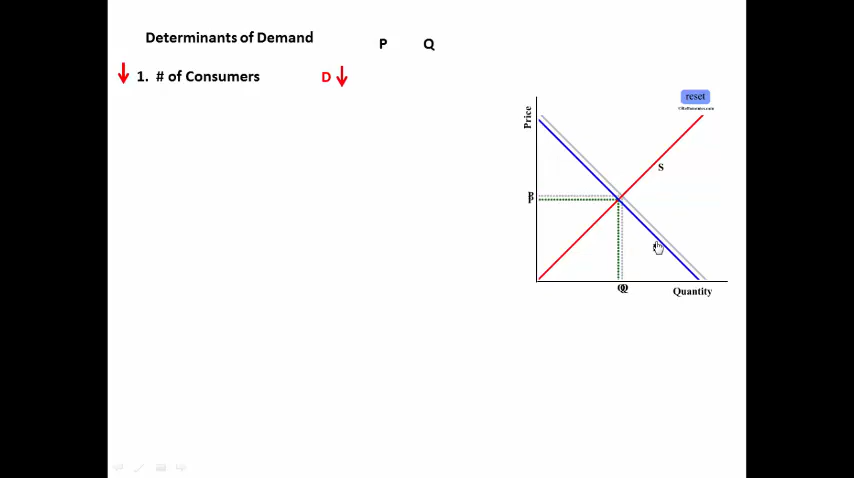 Determinants of Demand
P Q
1. # of Consumers D
reset
Price
S
P
Q Q
Quantity